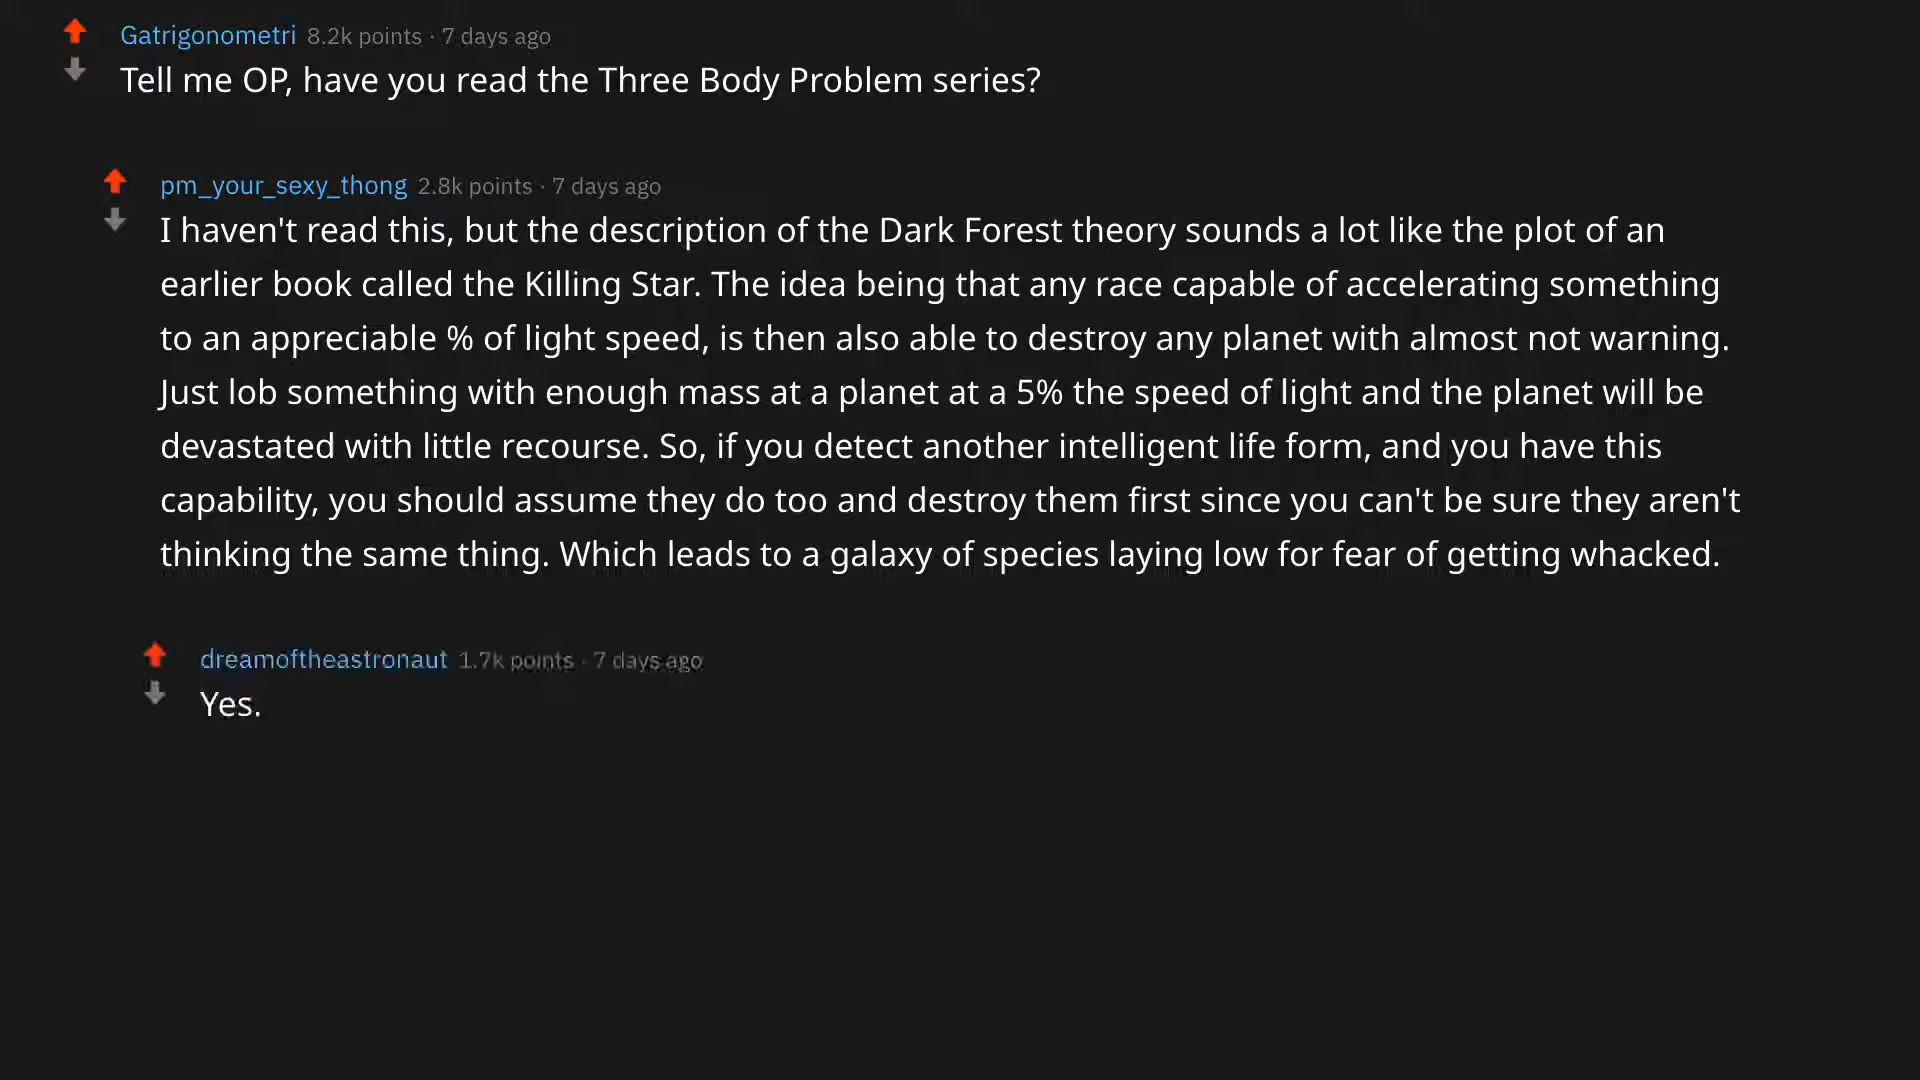 Gatrigonometri 8.2k points · 7 days ago
Tell me OP, have you read the Three Body Problem series?
pm_your_sexy_thong 2.8k points · 7 days ago
I haven't read this, but the description of the Dark Forest theory sounds a lot like the plot of an
earlier book called the Killing Star. The idea being that any race capable of accelerating something
to an appreciable % of light speed, is then also able to destroy any planet with almost not warning.
Just lob something with enough mass at a planet at a 5% the speed of light and the planet will be
devastated with little recourse. So, if you detect another intelligent life form, and you have this
capability, you should assume they do too and destroy them first since you can't be sure they aren't
thinking the same thing. Which leads to a galaxy of species laying low for fear of getting whacked.
dreamoftheastronaut 1.7k points · 7 days ago
Yes.